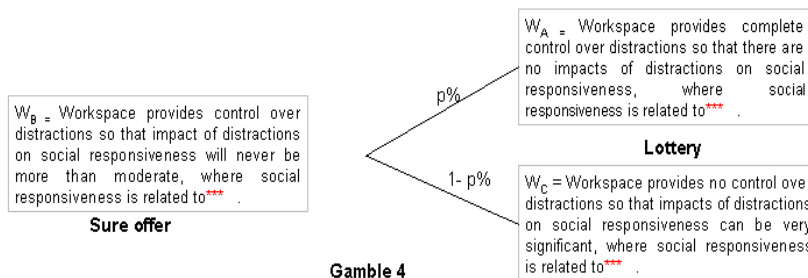 W_B = Workspace provides control over
distractions so that impact of distractions
on social responsiveness will never be
more than moderate, where social
responsiveness is related to*** .
Sure offer
p%
1- p%
W_A = Workspace provides complete
control over distractions so that there are
no impacts of distractions on social
responsiveness, where social
responsiveness is related to*** .
Lottery
W_C = Workspace provides no control over
distractions so that impacts of distractions
on social responsiveness can be very
significant, where social responsiveness
is related to*** .
Gamble 4